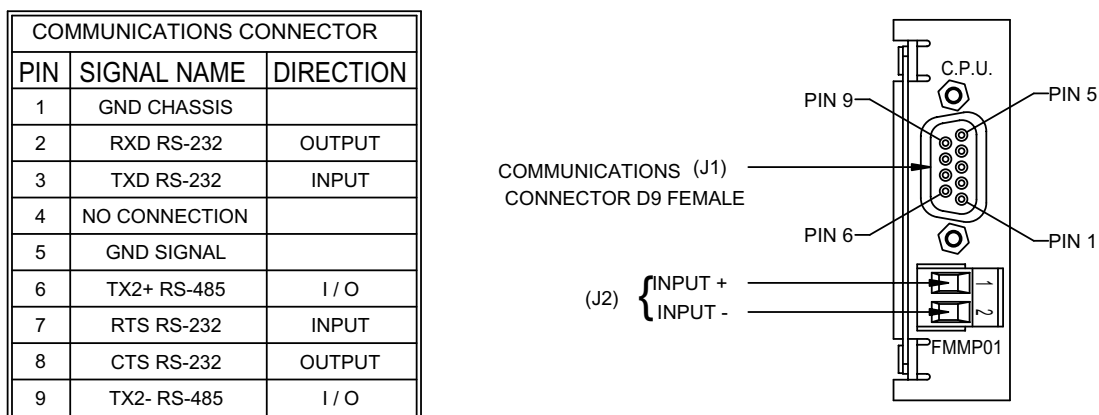 COMMUNICATIONS CONNECTOR
PIN SIGNAL NAME DIRECTION
1 GND CHASSIS
2 RXD RS-232 OUTPUT
3 TXD RS-232 INPUT
4 NO CONNECTION
5 GND SIGNAL
6 TX2+ RS-485 I / O
7 RTS RS-232 INPUT
8 CTS RS-232 OUTPUT
9 TX2- RS-485 I / O
C.P.U.
PIN 9
PIN 5
COMMUNICATIONS (J1)
CONNECTOR D9 FEMALE
PIN 6
PIN 1
(J2) { INPUT +
INPUT -
1
2
FMMP01